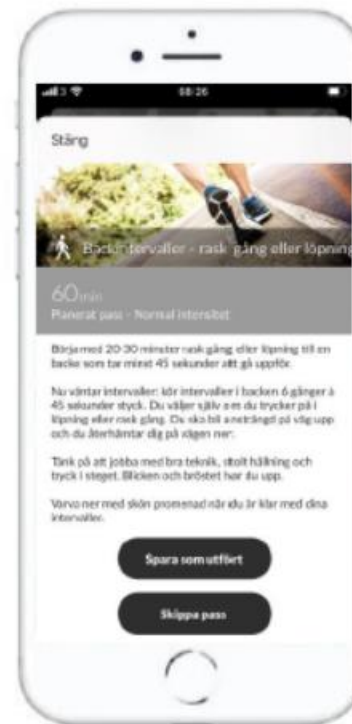 3
08:26
Stäng
Backintervaller - rask gång eller löpning
60min
Planerat pass - Normal intensitet
Börja med 20-30 minuter rask gång eller löpning till en
backe som tar minst 45 sekunder att gå uppför.
Nu väntar intervaller: kör intervaller i backen 6 gånger à
45 sekunder styck. Du väljer själv om du trycker på i
löpning eller rask gång. Du ska bli ansträngd på väg upp
och du återhämtar dig på vägen ner.
Tänk på att jobba med bra teknik, stolt hållning och
tryck i steget. Blicken och bröstet har du upp.
Varva ner med skön promenad när du är klar med dina
intervaller.
Spara som utfört
Skippa pass